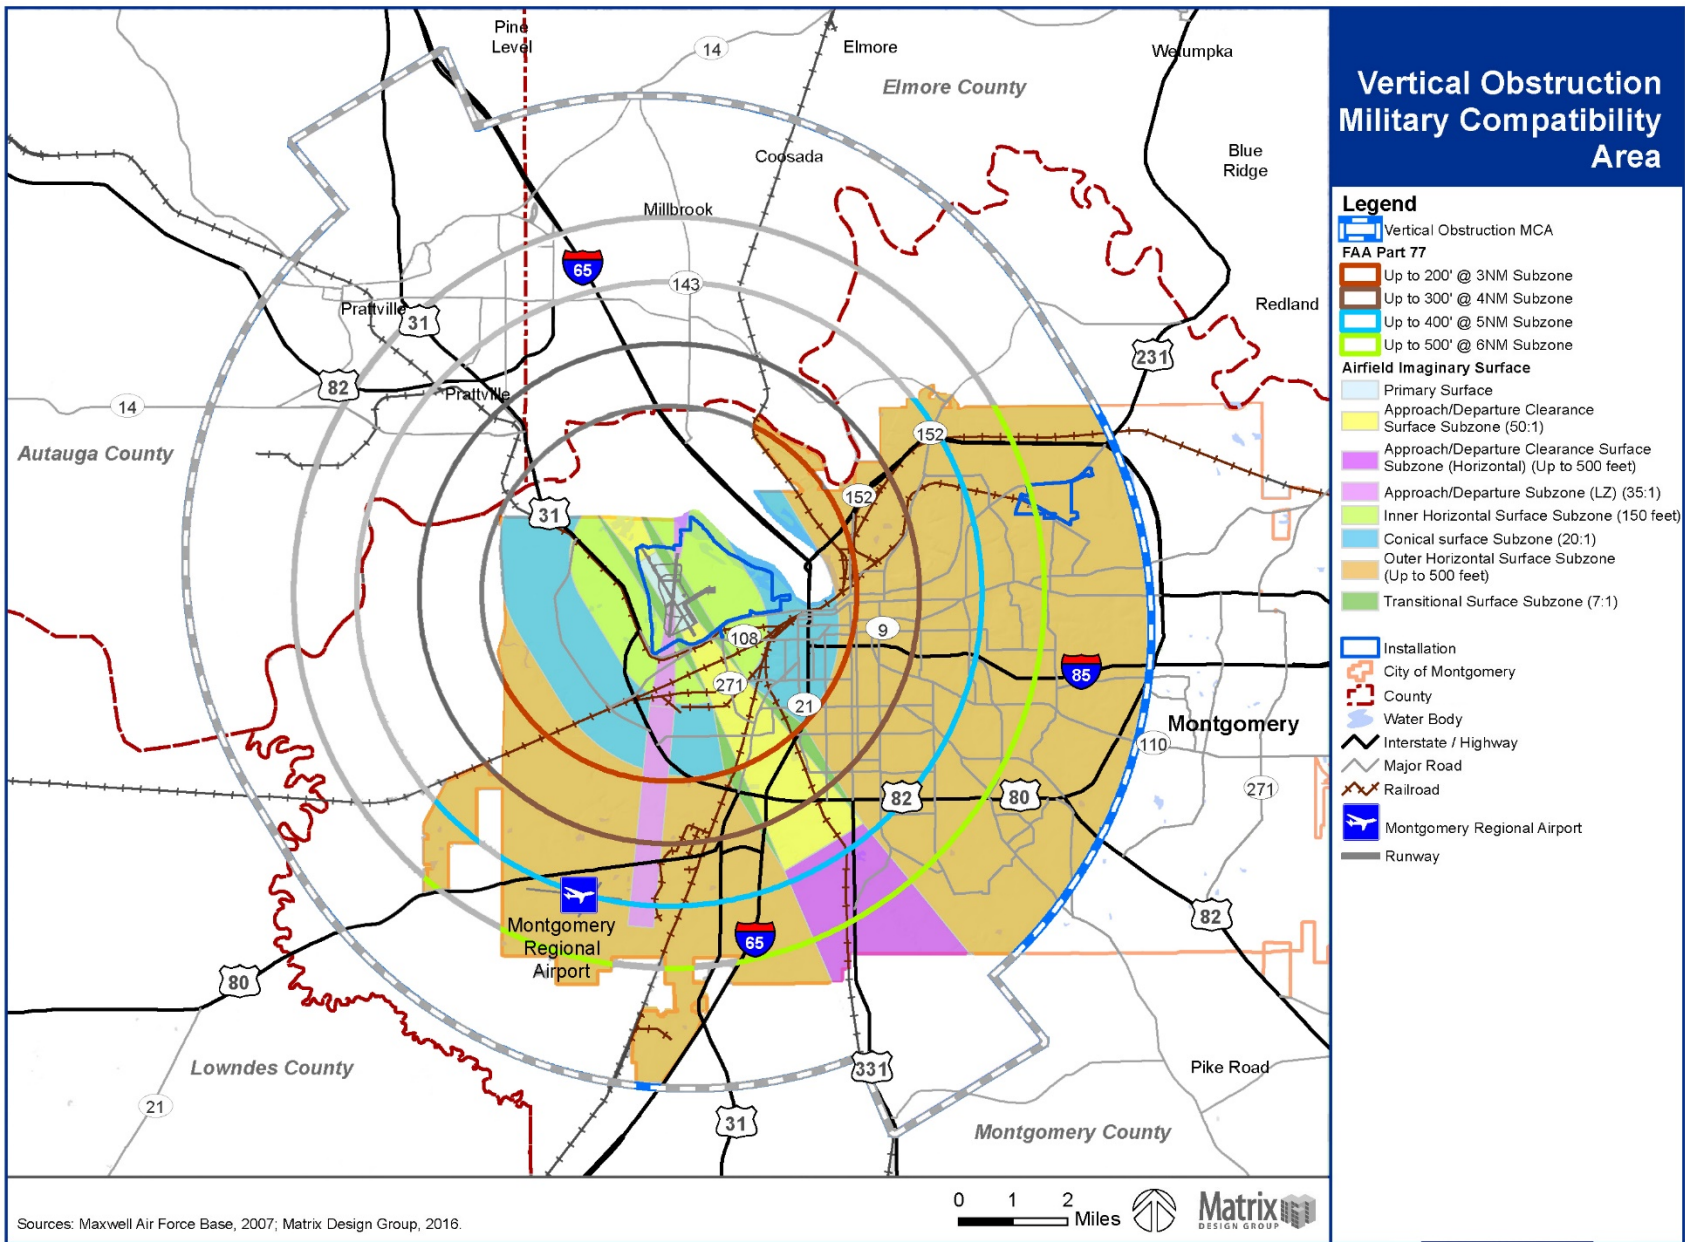 Vertical Obstruction
Military Compatibility
Area
Legend
Vertical Obstruction MCA
FAA Part 77
Up to 200' @ 3NM Subzone
Up to 300' @ 4NM Subzone
Up to 400' @ 5NM Subzone
Up to 500' @ 6NM Subzone
Airfield Imaginary Surface
Primary Surface
Approach/Departure Clearance
Surface Subzone (50:1)
Approach/Departure Clearance Surface
Subzone (Horizontal) (Up to 500 feet)
Approach/Departure Subzone (LZ) (35:1)
Inner Horizontal Surface Subzone (150 feet)
Conical surface Subzone (20:1)
Outer Horizontal Surface Subzone
(Up to 500 feet)
Transitional Surface Subzone (7:1)
Installation
City of Montgomery
County
Water Body
Interstate / Highway
Major Road
Railroad
Montgomery Regional Airport
Runway
Pine
Level
14
Elmore
Wetumpka
Elmore County
Coosada
Blue
Ridge
Millbrook
65
143
Prattville
31
Redland
231
82
Prattville
14
152
Autauga County
152
31
108
9
271
85
21
Montgomery
110
82
80
271
Montgomery
Regional
Airport
65
82
80
Lowndes County
331
Pike Road
21
31
Montgomery County
0 1 2
Miles
Matrix
DESIGN GROUP
Sources: Maxwell Air Force Base, 2007; Matrix Design Group, 2016.